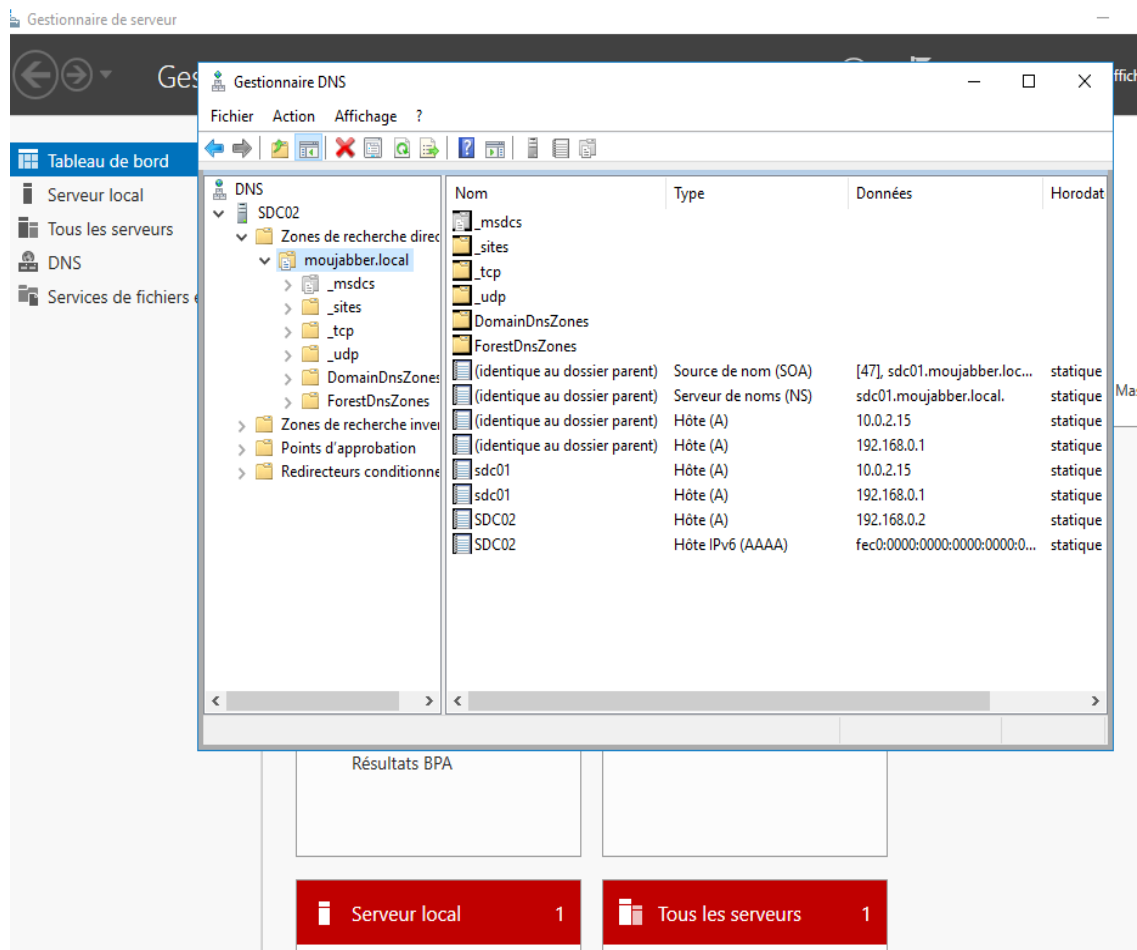 Gestionnaire de serveur
Ges
ffich
Gestionnaire DNS
Fichier Action Affichage ?
Tableau de bord
Serveur local
Tous les serveurs
DNS
Services de fichiers e
DNS
SDC02
Zones de recherche direc
moujabber.local
_msdcs
_sites
_tcp
_udp
DomainDnsZones
ForestDnsZones
Zones de recherche inver
Points d'approbation
Redirecteurs conditionne
Nom Type Données Horodat
_msdcs
_sites
_tcp
_udp
DomainDnsZones
ForestDnsZones
(identique au dossier parent) Source de nom (SOA) [47], sdc01.moujabber.loc... statique
(identique au dossier parent) Serveur de noms (NS) sdc01.moujabber.local. statique
(identique au dossier parent) Hôte (A) 10.0.2.15 statique
(identique au dossier parent) Hôte (A) 192.168.0.1 statique
sdc01 Hôte (A) 10.0.2.15 statique
sdc01 Hôte (A) 192.168.0.1 statique
SDC02 Hôte (A) 192.168.0.2 statique
SDC02 Hôte IPv6 (AAAA) fec0:0000:0000:0000:0000:0... statique
Mas
Résultats BPA
Serveur local 1
Tous les serveurs 1